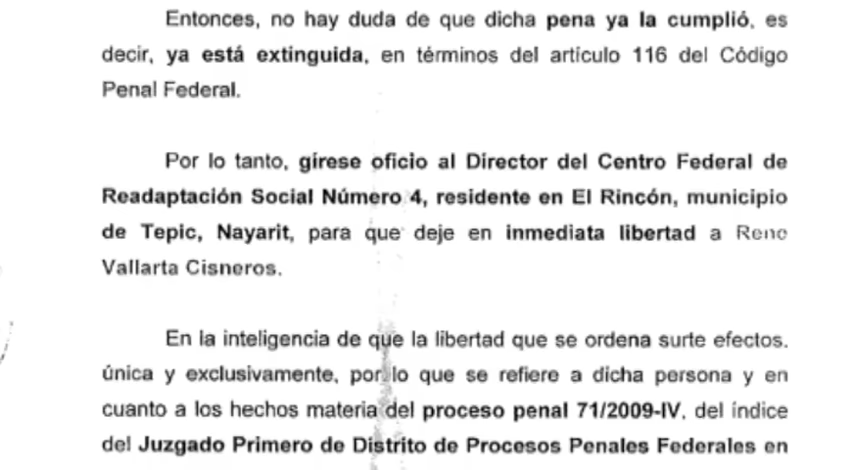 Entonces, no hay duda de que dicha pena ya la cumplió, es
decir, ya está extinguida, en términos del artículo 116 del Código
Penal Federal.
Por lo tanto, gírese oficio al Director del Centro Federal de
Readaptación Social Número 4, residente en El Rincón, municipio
de Tepic, Nayarit, para que deje en inmediata libertad a Rene
Vallarta Cisneros.
En la inteligencia de que la libertad que se ordena surte efectos.
única y exclusivamente, por lo que se refiere a dicha persona y en
cuanto a los hechos materia del proceso penal 71/2009-IV, del índice
del Juzgado Primero de Distrito de Procesos Penales Federales en